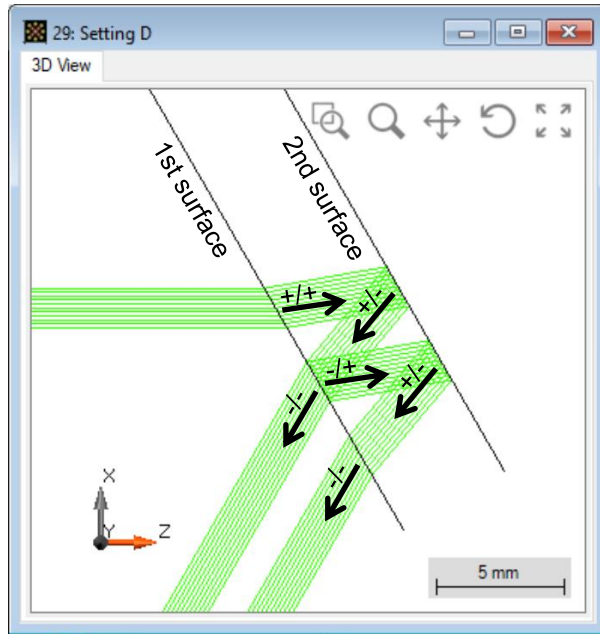 29: Setting D
3D View
1st surface
2nd surface
+/+
+/-
-/+
+/-
-/-
-/-
X
Y
Z
5 mm